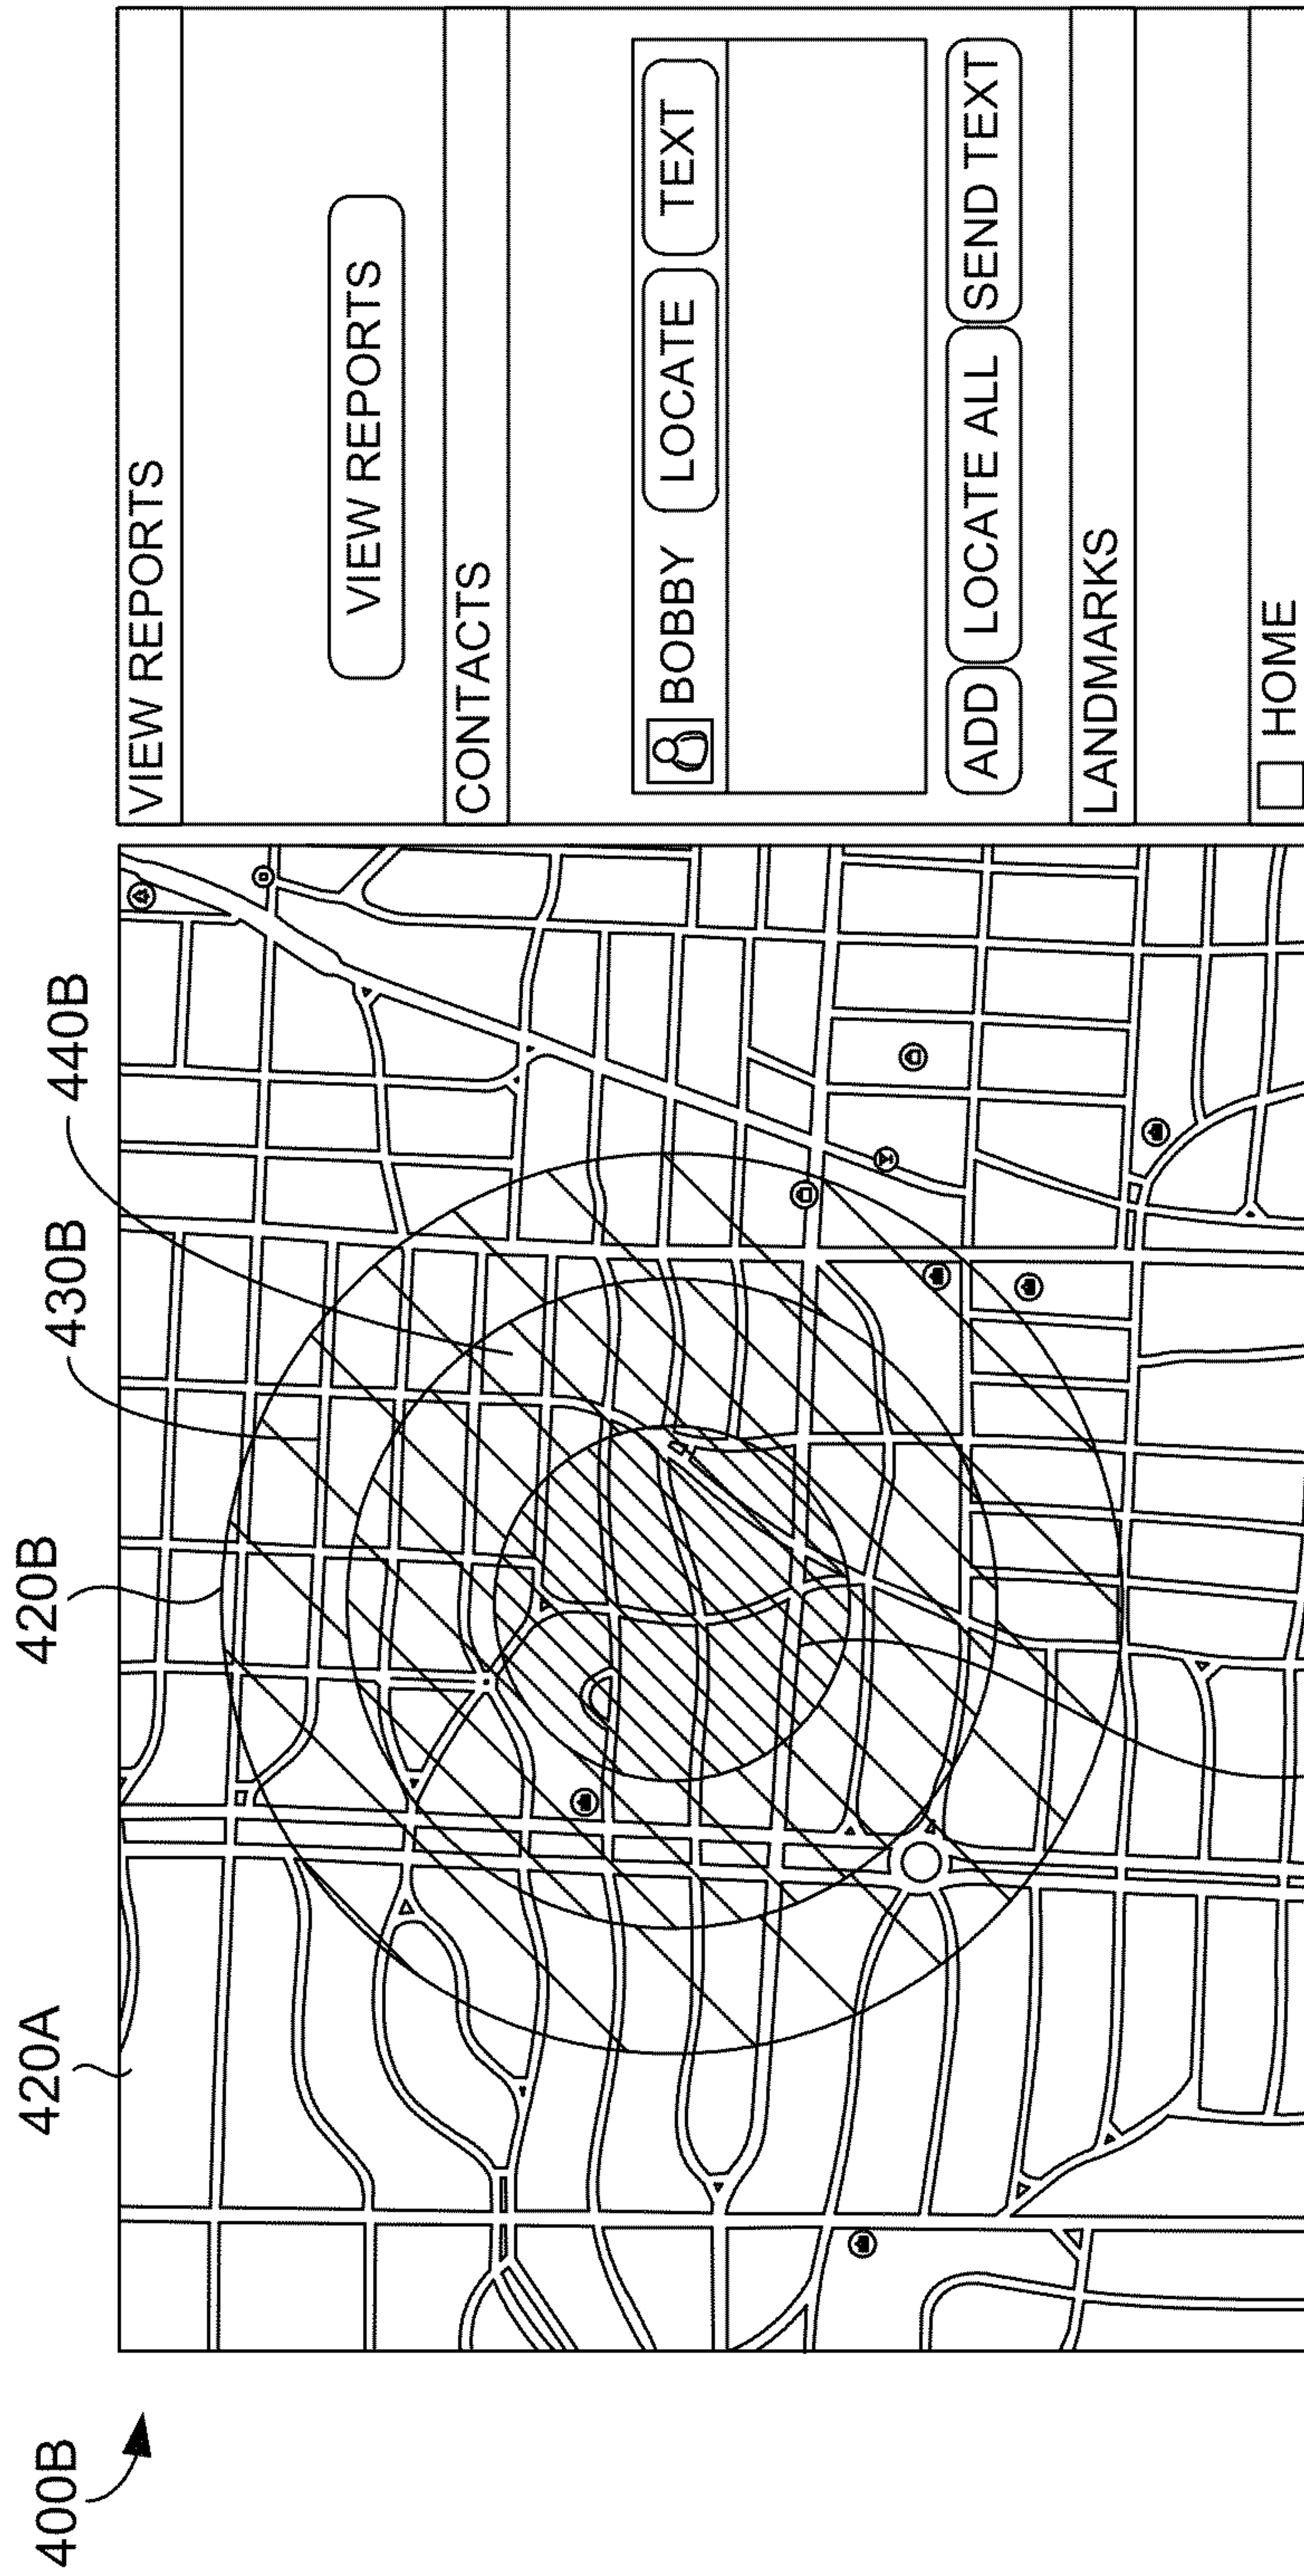 400B
420A
420B
430B
440B
VIEW REPORTS
VIEW REPORTS
CONTACTS
BOBBY LOCATE TEXT
ADD LOCATE ALL SEND TEXT
LANDMARKS
HOME